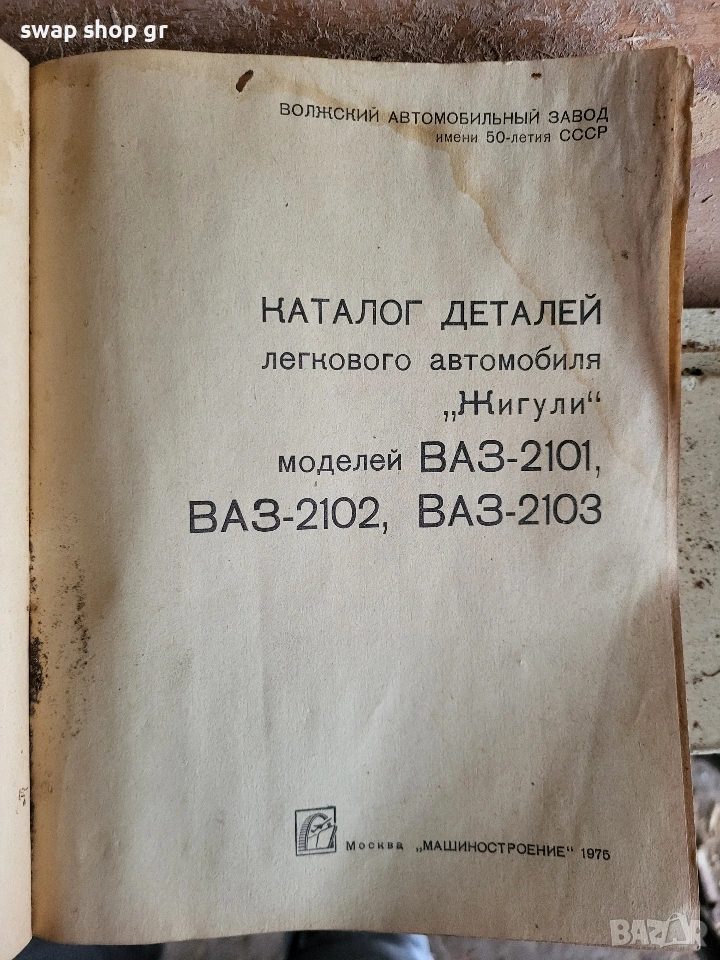 swap shop gr
ВОЛЖСКИЙ АВТОМОБИЛЬНЫЙ ЗАВОД
имени 50-летия СССР
КАТАЛОГ ДЕТАЛЕЙ
легкового автомобиля
„Жигули“
моделей ВАЗ-2101,
ВАЗ-2102, ВАЗ-2103
Москва „МАШИНОСТРОЕНИЕ“ 1975
BAZAR